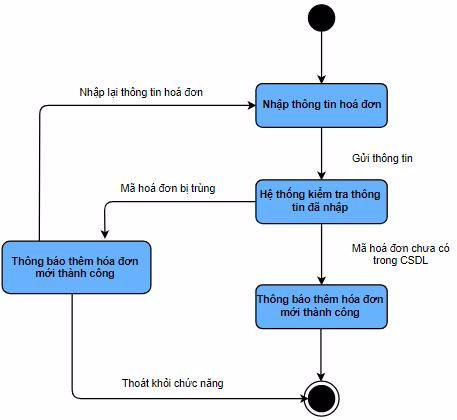 Nhập lại thông tin hoá đơn
Nhập thông tin hoá đơn
Gửi thông tin
Mã hoá đơn bị trùng
Hệ thống kiểm tra thông
tin đã nhập
Mã hoá đơn chưa có
trong CSDL
Thông báo thêm hóa đơn
mới thành công
Thông báo thêm hóa đơn
mới thành công
Thoát khỏi chức năng